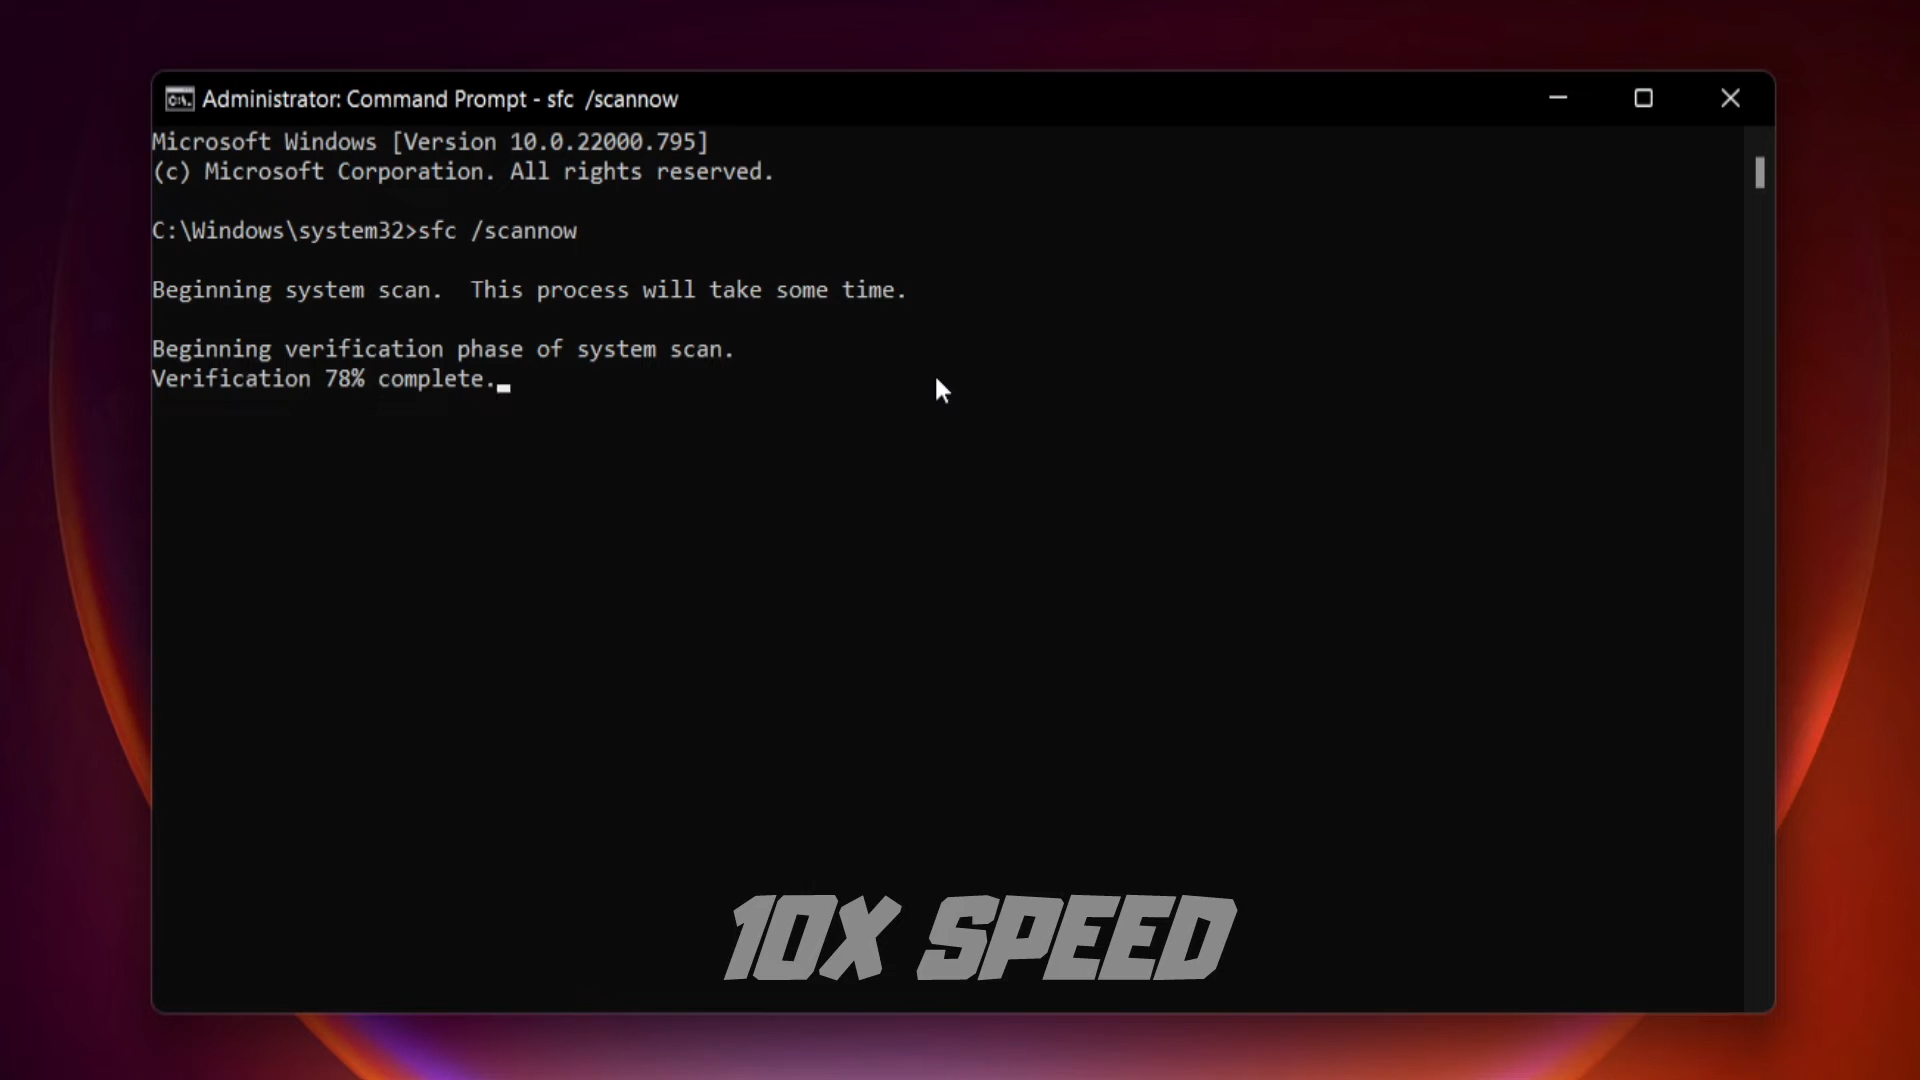 Administrator: Command Prompt - sfc  /scannow
Microsoft Windows [Version 10.0.22000.795]
(c) Microsoft Corporation. All rights reserved.
C:\Windows\system32>sfc /scannow
Beginning system scan.  This process will take some time.
Beginning verification phase of system scan.
Verification 78% complete.
10X SPEED